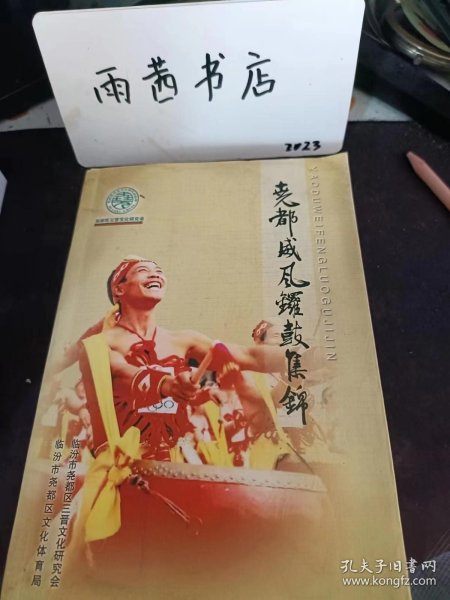 雨茜书店
2023
尧都威风锣鼓集锦
YAODUWEIFENGLUOGUJIJIN
临汾市尧都区三晋文化研究会
临汾市尧都区文化体育局
孔夫子旧书网
www.kongfz.com